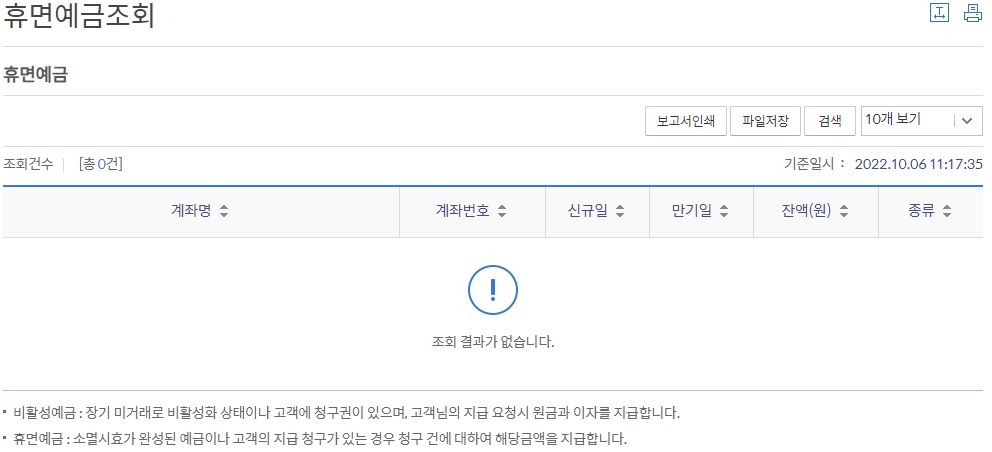 휴면예금조회
휴면예금
보고서인쇄 파일저장 검색 10개 보기
조회건수 [총 0건] 기준일시 : 2022.10.06 11:17:35
계좌명 계좌번호 신규일 만기일 잔액(원) 종류
조회 결과가 없습니다.
비활성예금 : 장기 미거래로 비활성화 상태이나 고객에 청구권이 있으며, 고객님의 지급 요청시 원금과 이자를 지급합니다.
휴면예금 : 소멸시효가 완성된 예금이나 고객의 지급 청구가 있는 경우 청구 건에 대하여 해당금액을 지급합니다.